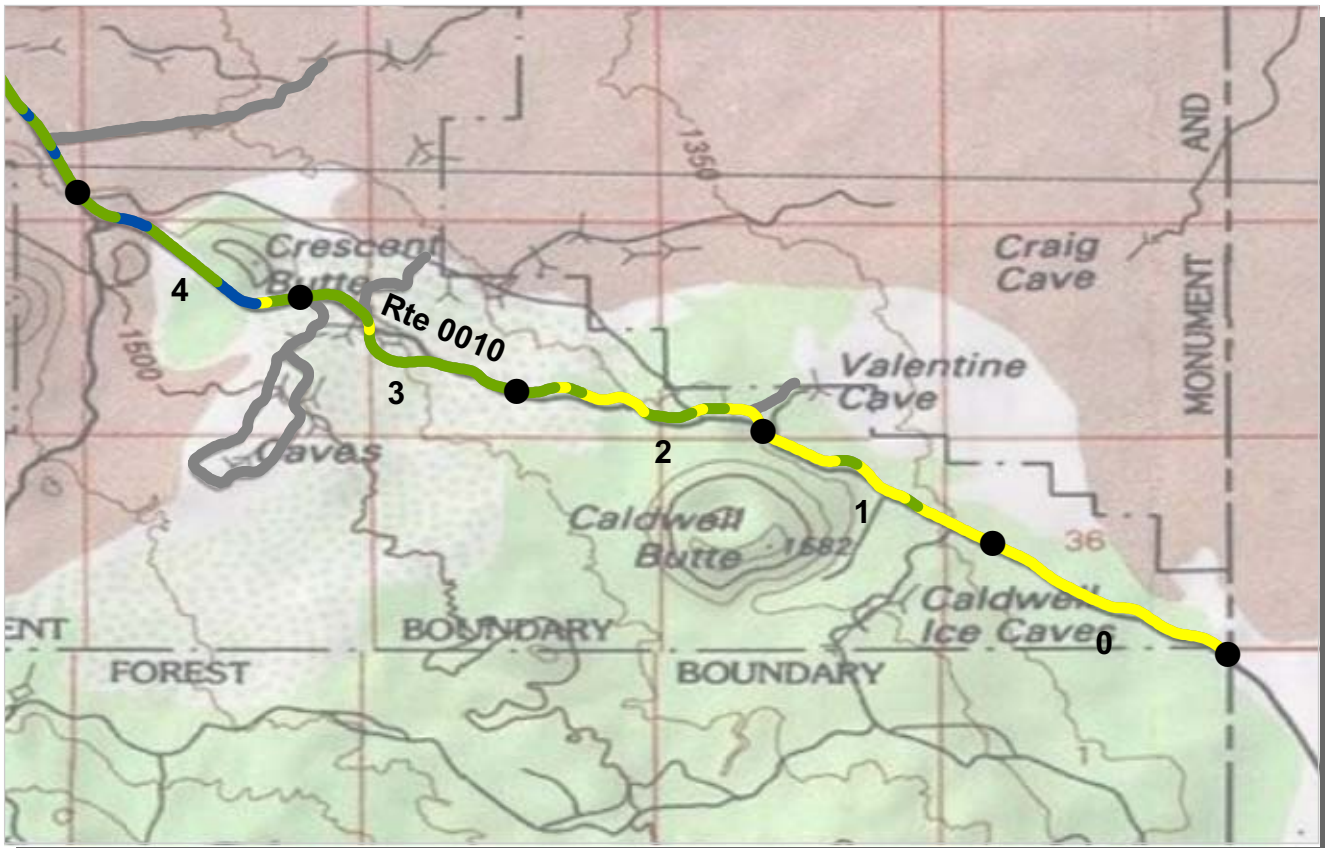 AND
MONUMENT
1350
Craig
Cave
Crescent
Butte
4
Rte 0010
1500
3
Valentine
Cave
2
Caves
1
Caldwell
Butte
1682
36
Caldwell
Ice Caves
0
ENT
BOUNDARY
FOREST
BOUNDARY
1